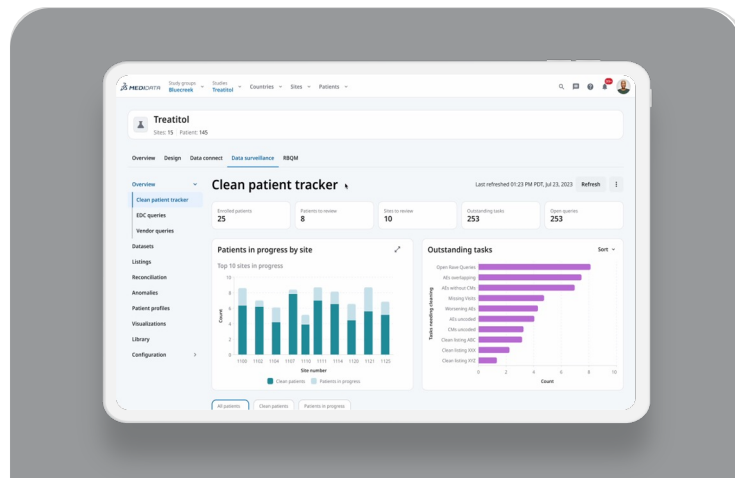 MEDIDATA
Study groups
Bluecreek
Studies
Treatitol
Countries
Sites
Patients
Treatitol
Sites: 15 Patient: 145
Overview Design Data connect Data surveillance RBQM
Overview
Clean patient tracker
EDC queries
Vendor queries
Datasets
Listings
Reconciliation
Anomalies
Patient profiles
Visualizations
Library
Configuration
Clean patient tracker
Last refreshed 01:23 PM PDT, Jul 23, 2023 Refresh
Enrolled patients
25
Patients to review
8
Sites to review
10
Outstanding tasks
253
Open queries
253
Patients in progress by site
Top 10 sites in progress
Count
10
8
6
4
2
0
1100 1102 1104 1107 1110 1111 1114 1120 1121 1125
Site number
Clean patients Patients in progress
Outstanding tasks
Sort
Tasks needing cleaning
Open Rave Queries
AEs overlapping
AEs without CMs
Missing Visits
Worsening AEs
AEs uncoded
CMs uncoded
Clean listing ABC
Clean listing XXX
Clean listing XYZ
0 2 4 6 8 10
Count
All patients Clean patients Patients in progress